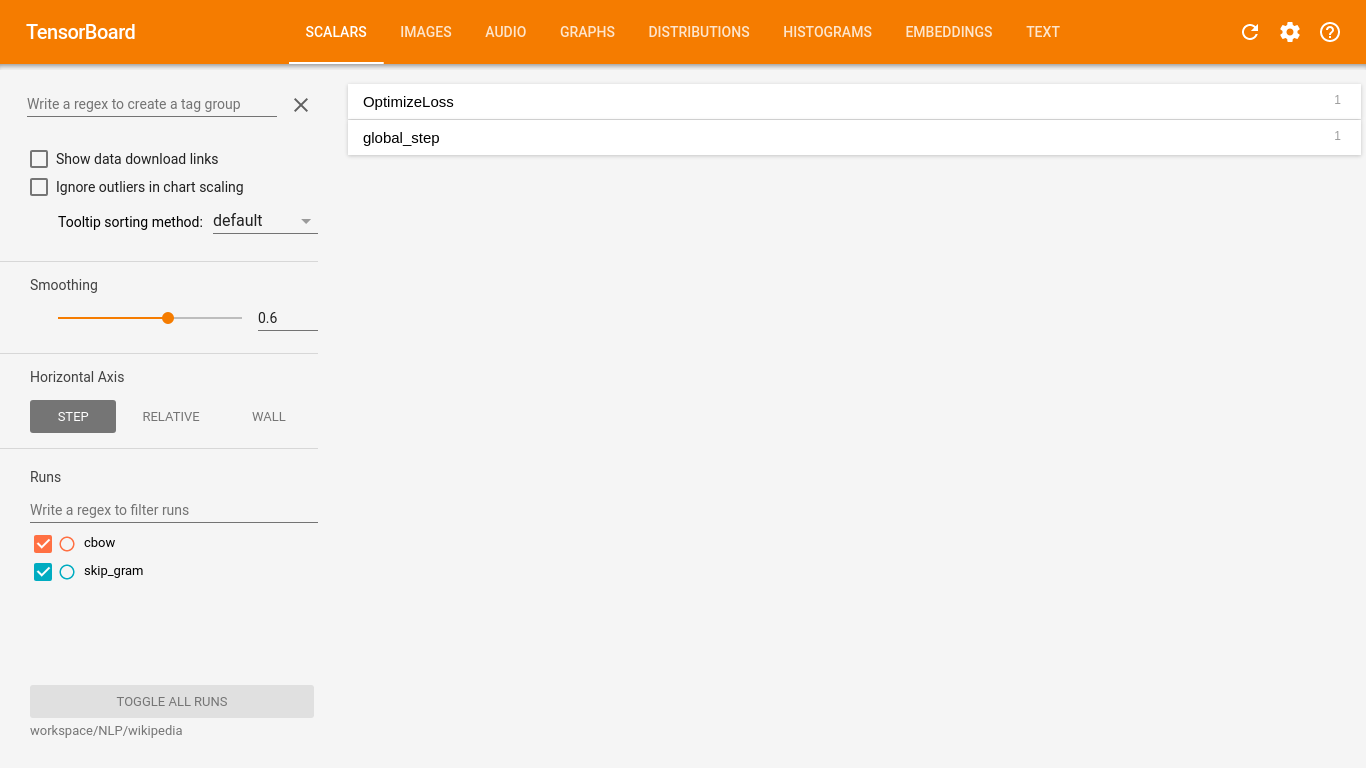 TensorBoard
SCALARS IMAGES AUDIO GRAPHS DISTRIBUTIONS HISTOGRAMS EMBEDDINGS TEXT
Write a regex to create a tag group
Show data download links
Ignore outliers in chart scaling
Tooltip sorting method: default
Smoothing
0.6
Horizontal Axis
STEP RELATIVE WALL
Runs
Write a regex to filter runs
cbow
skip_gram
TOGGLE ALL RUNS
workspace/NLP/wikipedia
OptimizeLoss 1
global_step 1